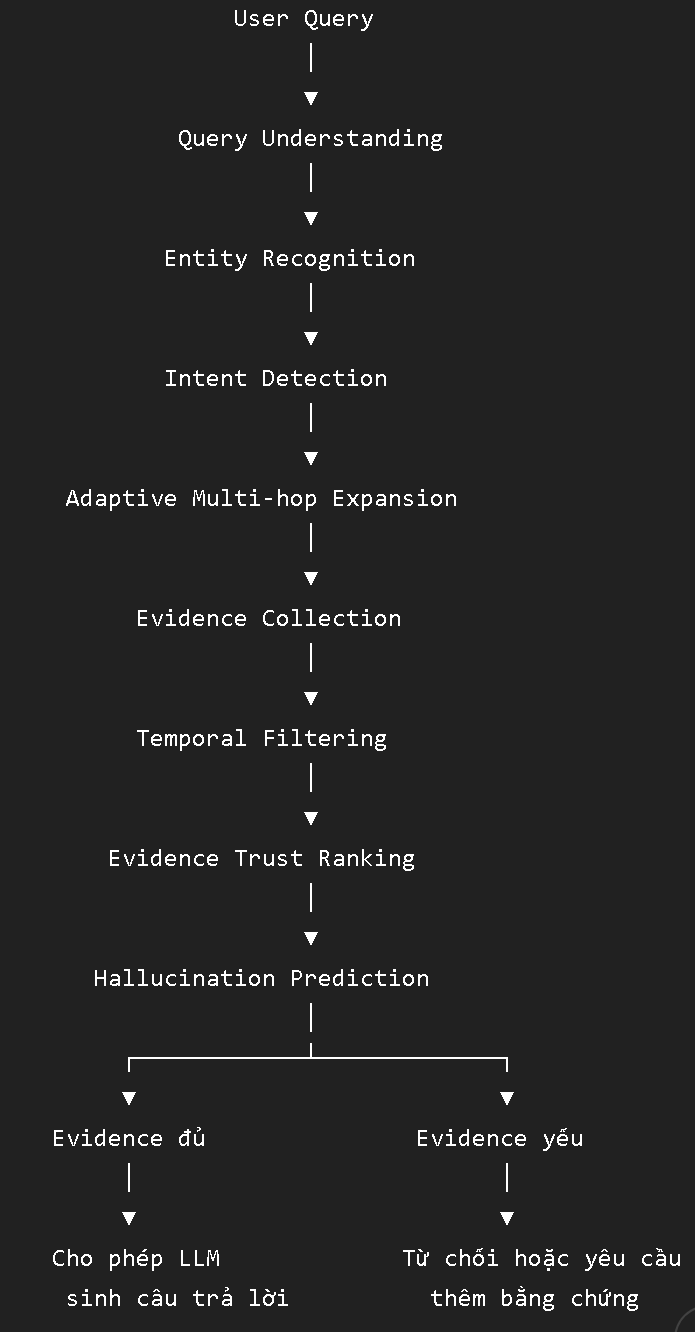 User Query
Query Understanding
Entity Recognition
Intent Detection
Adaptive Multi-hop Expansion
Evidence Collection
Temporal Filtering
Evidence Trust Ranking
Hallucination Prediction
Evidence đủ
Evidence yếu
Cho phép LLM
sinh câu trả lời
Từ chối hoặc yêu cầu
thêm bằng chứng